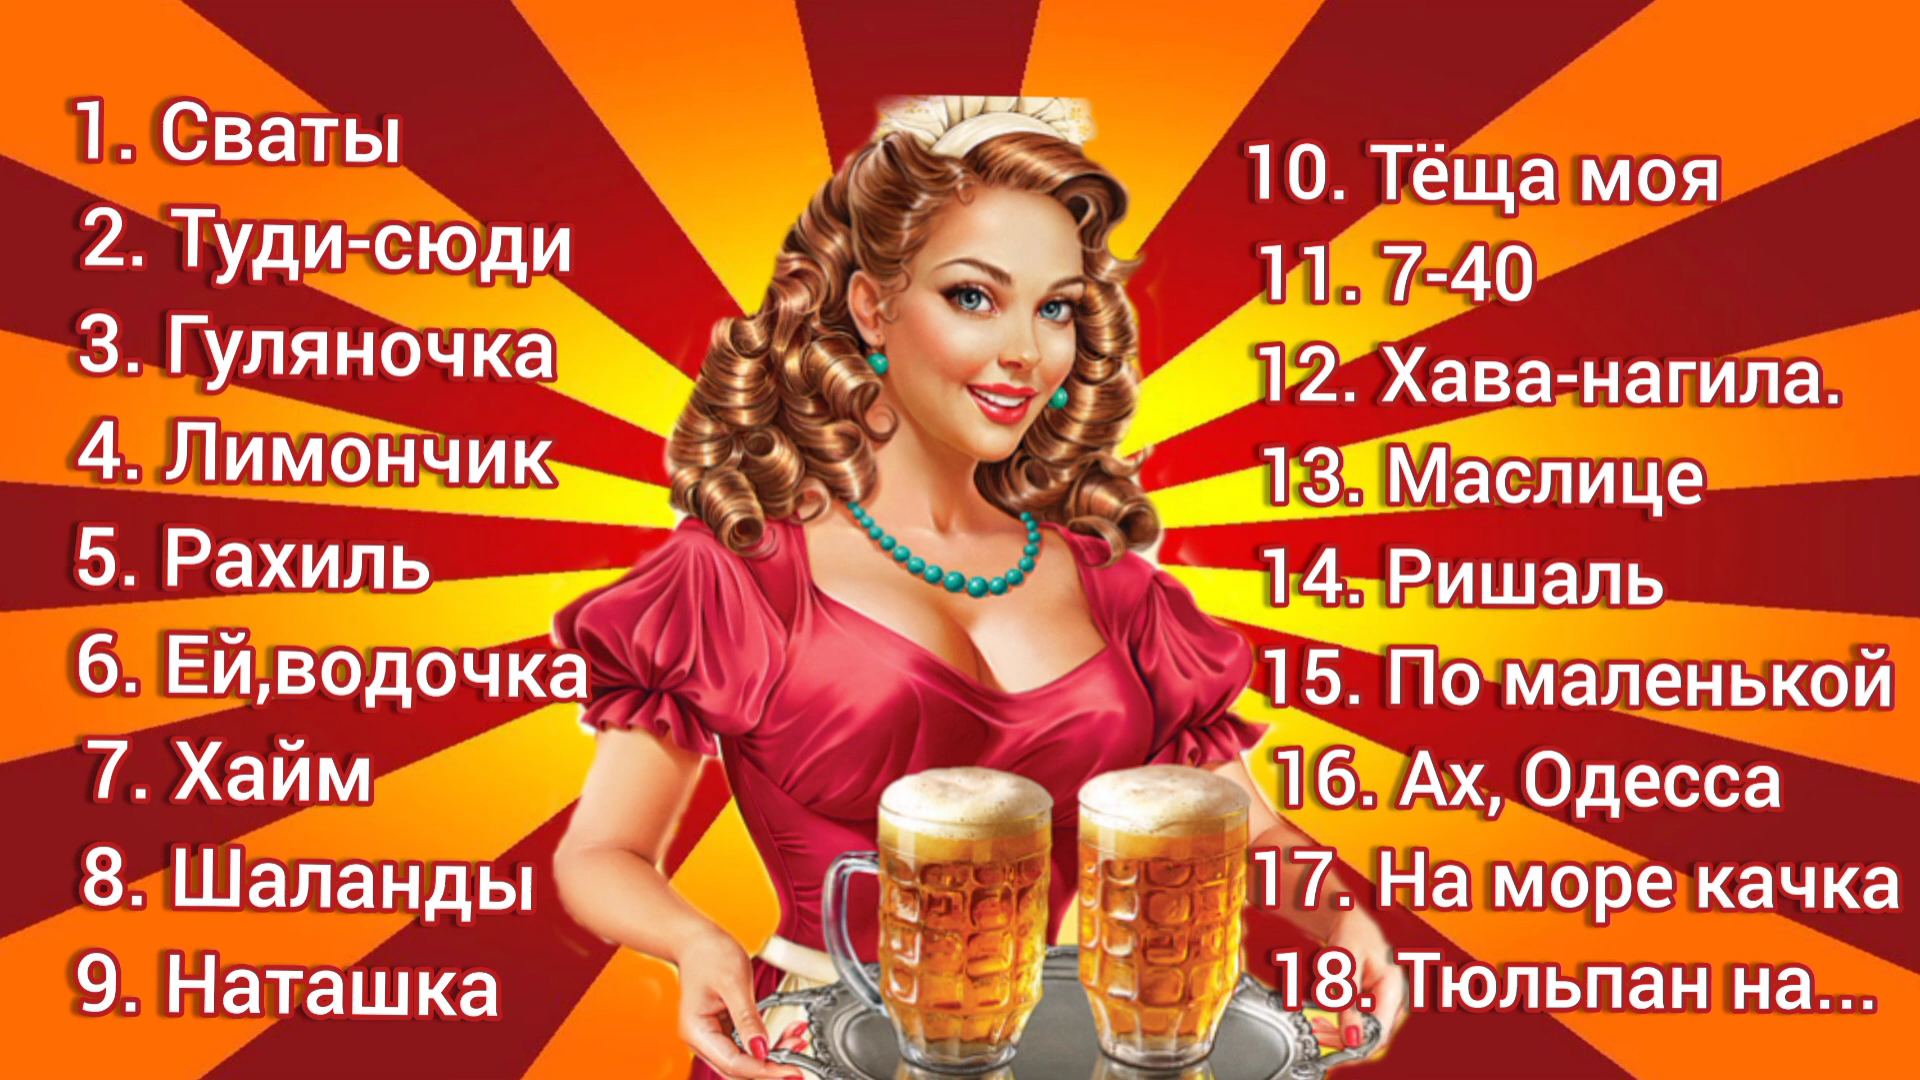 1. Сваты
2. Туди-сюди
3. Гуляночка
4. Лимончик
5. Рахиль
6. Ей,водочка
7. Хайм
8. Шаланды
9. Наташка
10. Тёща моя
11. 7-40
12. Хава-нагила.
13. Маслице
14. Ришаль
15. По маленькой
16. Ах, Одесса
17. На море качка
18. Тюльпан на...